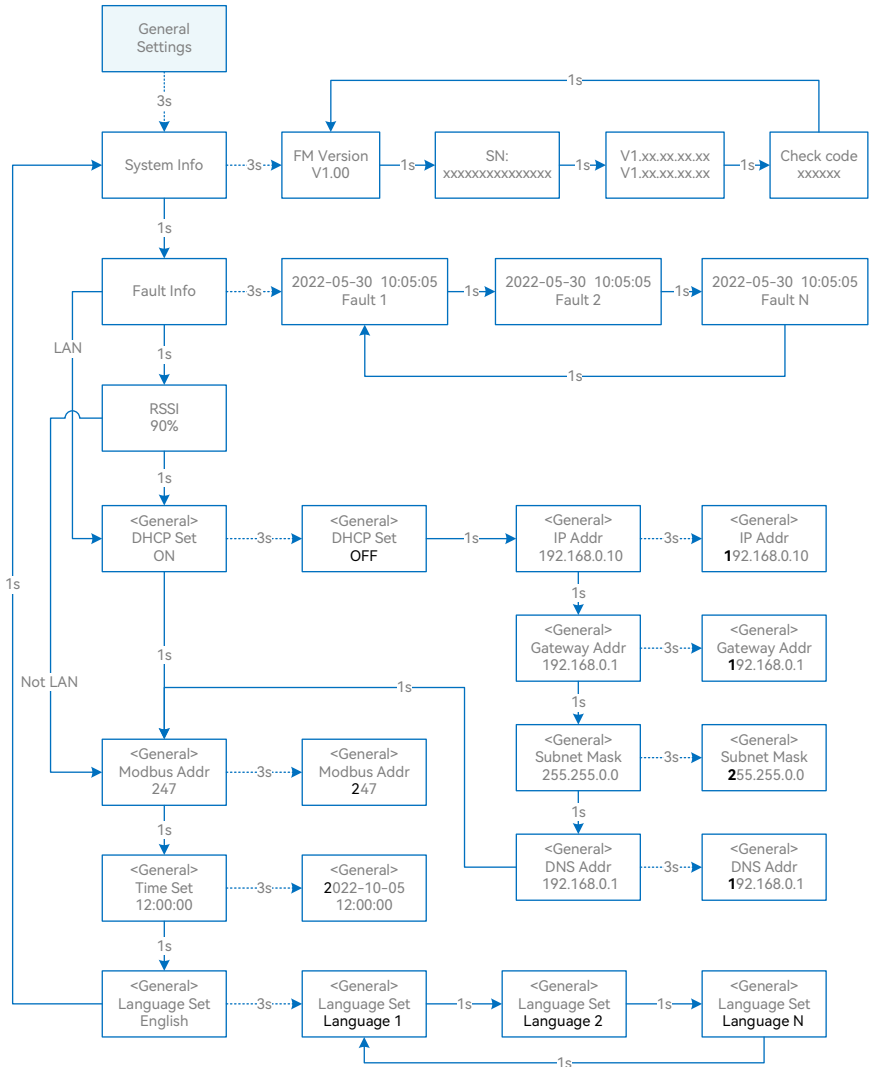 General
Settings
3s
1s
System Info
3s
FM Version
V1.00
1s
SN:
xxxxxxxxxxxxxxx
1s
V1.xx.xx.xx.xx
V1.xx.xx.xx.xx
1s
Check code
xxxxxx
1s
Fault Info
3s
2022-05-30 10:05:05
Fault 1
1s
2022-05-30 10:05:05
Fault 2
1s
2022-05-30 10:05:05
Fault N
LAN
1s
1s
RSSI
90%
1s
<General>
DHCP Set
ON
3s
<General>
DHCP Set
OFF
1s
<General>
IP Addr
192.168.0.10
3s
<General>
IP Addr
192.168.0.10
1s
1s
<General>
Gateway Addr
192.168.0.1
3s
<General>
Gateway Addr
192.168.0.1
1s
Not LAN
1s
1s
<General>
Modbus Addr
247
3s
<General>
Modbus Addr
247
<General>
Subnet Mask
255.255.0.0
3s
<General>
Subnet Mask
255.255.0.0
1s
1s
<General>
Time Set
12:00:00
3s
<General>
2022-10-05
12:00:00
<General>
DNS Addr
192.168.0.1
3s
<General>
DNS Addr
192.168.0.1
1s
<General>
Language Set
English
3s
<General>
Language Set
Language 1
1s
<General>
Language Set
Language 2
1s
<General>
Language Set
Language N
1s